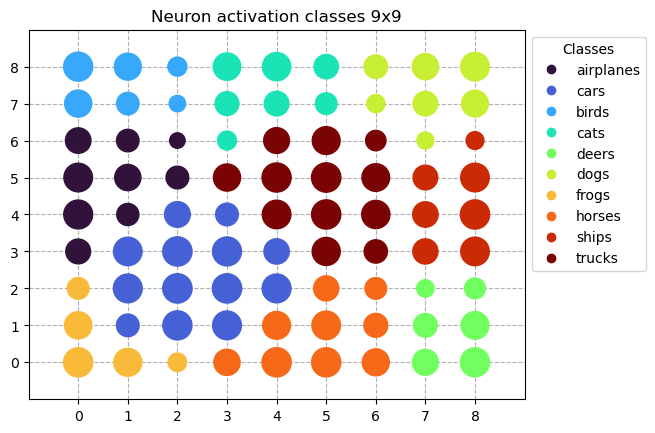 Neuron activation classes 9x9
8
7
6
5
4
3
2
1
0
0 1 2 3 4 5 6 7 8
Classes
airplanes
cars
birds
cats
deers
dogs
frogs
horses
ships
trucks